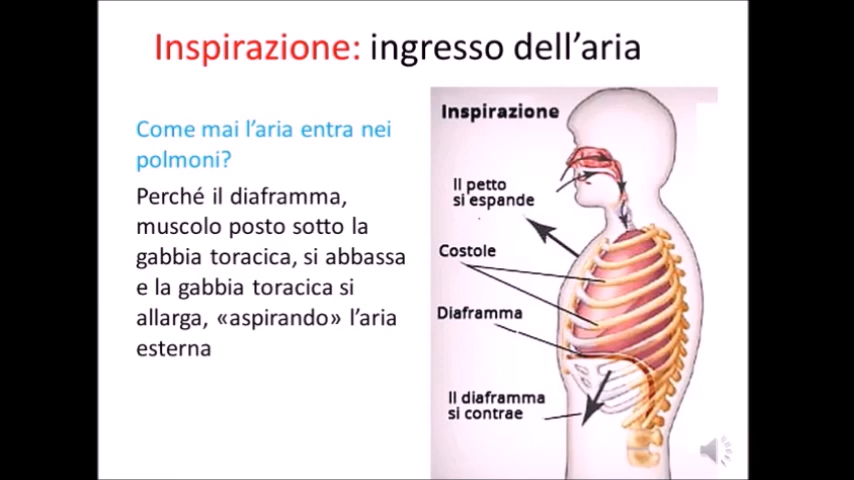 Inspirazione: ingresso dell’aria
Come mai l’aria entra nei
polmoni?
Perché il diaframma,
muscolo posto sotto la
gabbia toracica, si abbassa
e la gabbia toracica si
allarga, «aspirando» l’aria
esterna
Inspirazione
Il petto
si espande
Costole
Diaframma
Il diaframma
si contrae